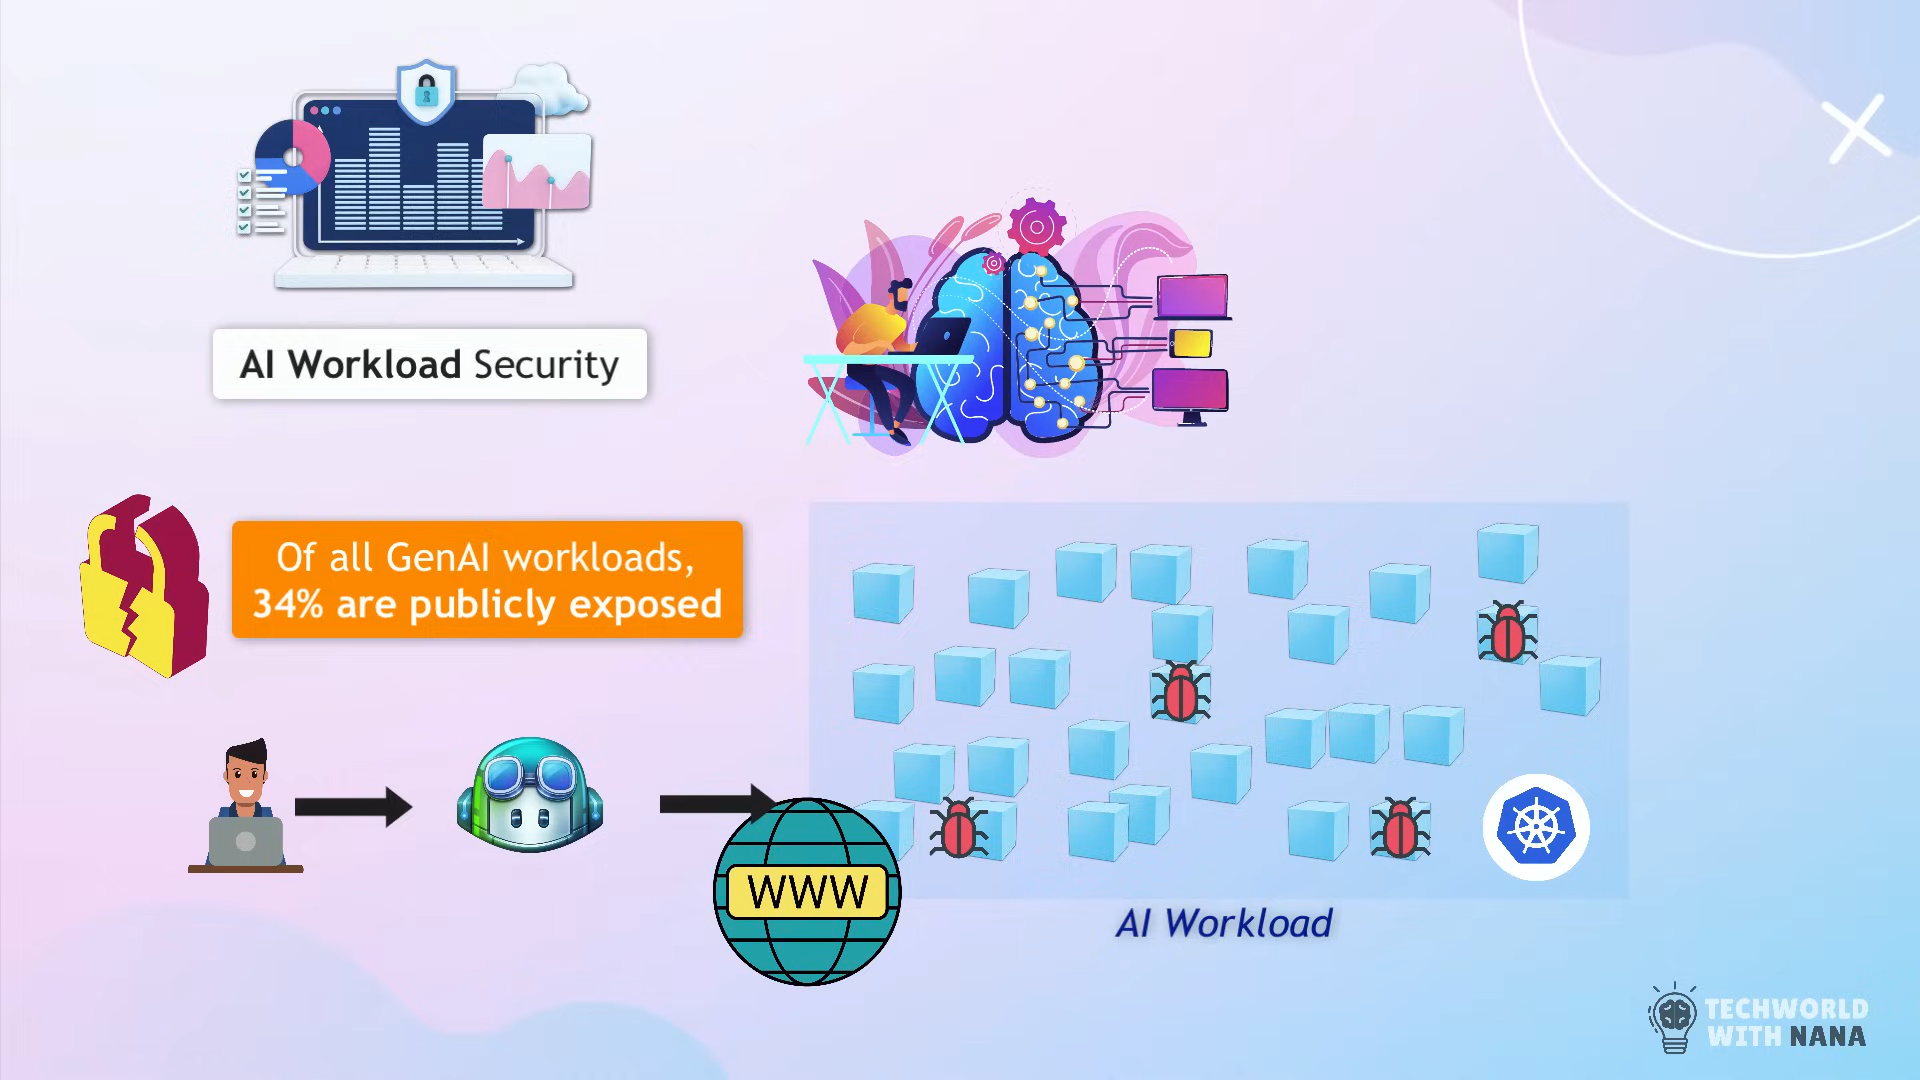 AI Workload Security
Of all GenAI workloads,
34% are publicly exposed
WWW
AI Workload
TECHWORLD
WITH NANA